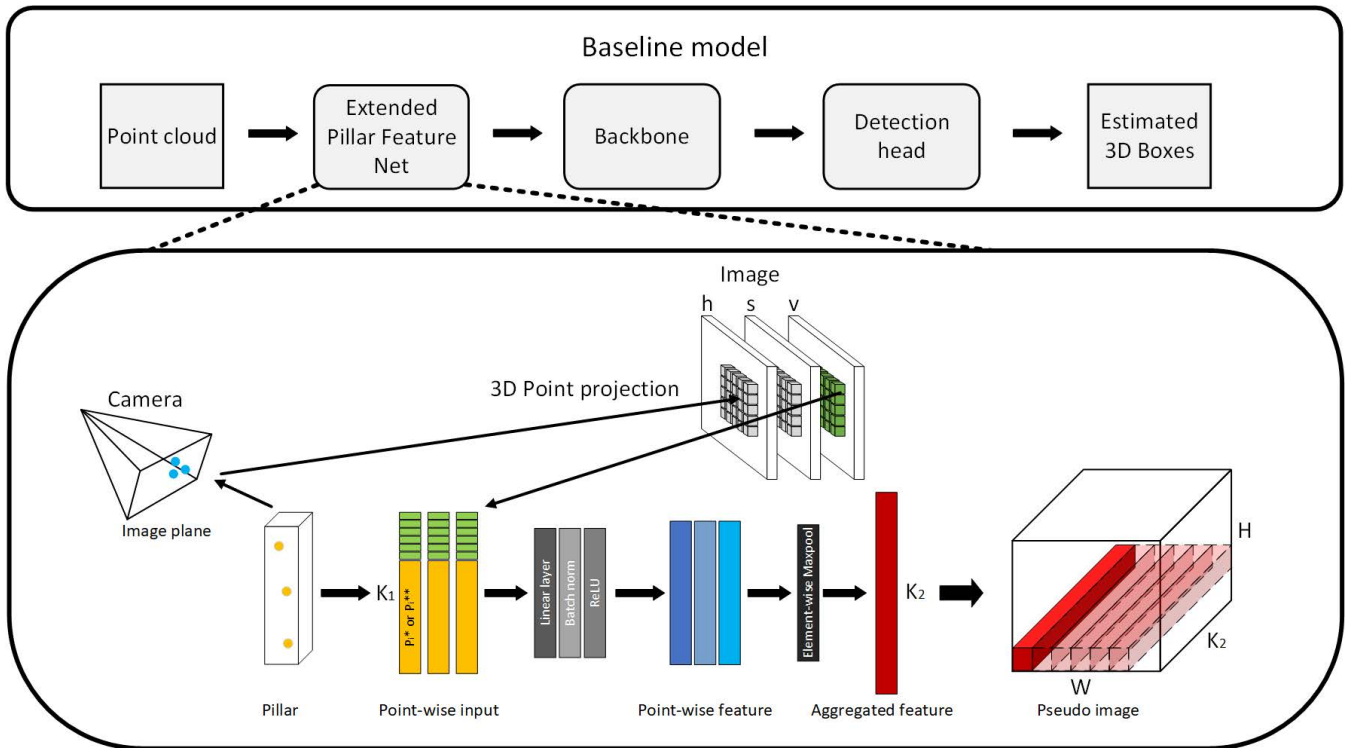 Baseline model
Point cloud
Extended
Pillar Feature
Net
Backbone
Detection
head
Estimated
3D Boxes
Image
h s v
3D Point projection
Camera
Image plane
K₁
Pᵢ* or Pᵢ**
Linear layer
Batch norm
ReLU
Element-wise Maxpool
K₂
H
K₂
W
Pillar
Point-wise input
Point-wise feature
Aggregated feature
Pseudo image